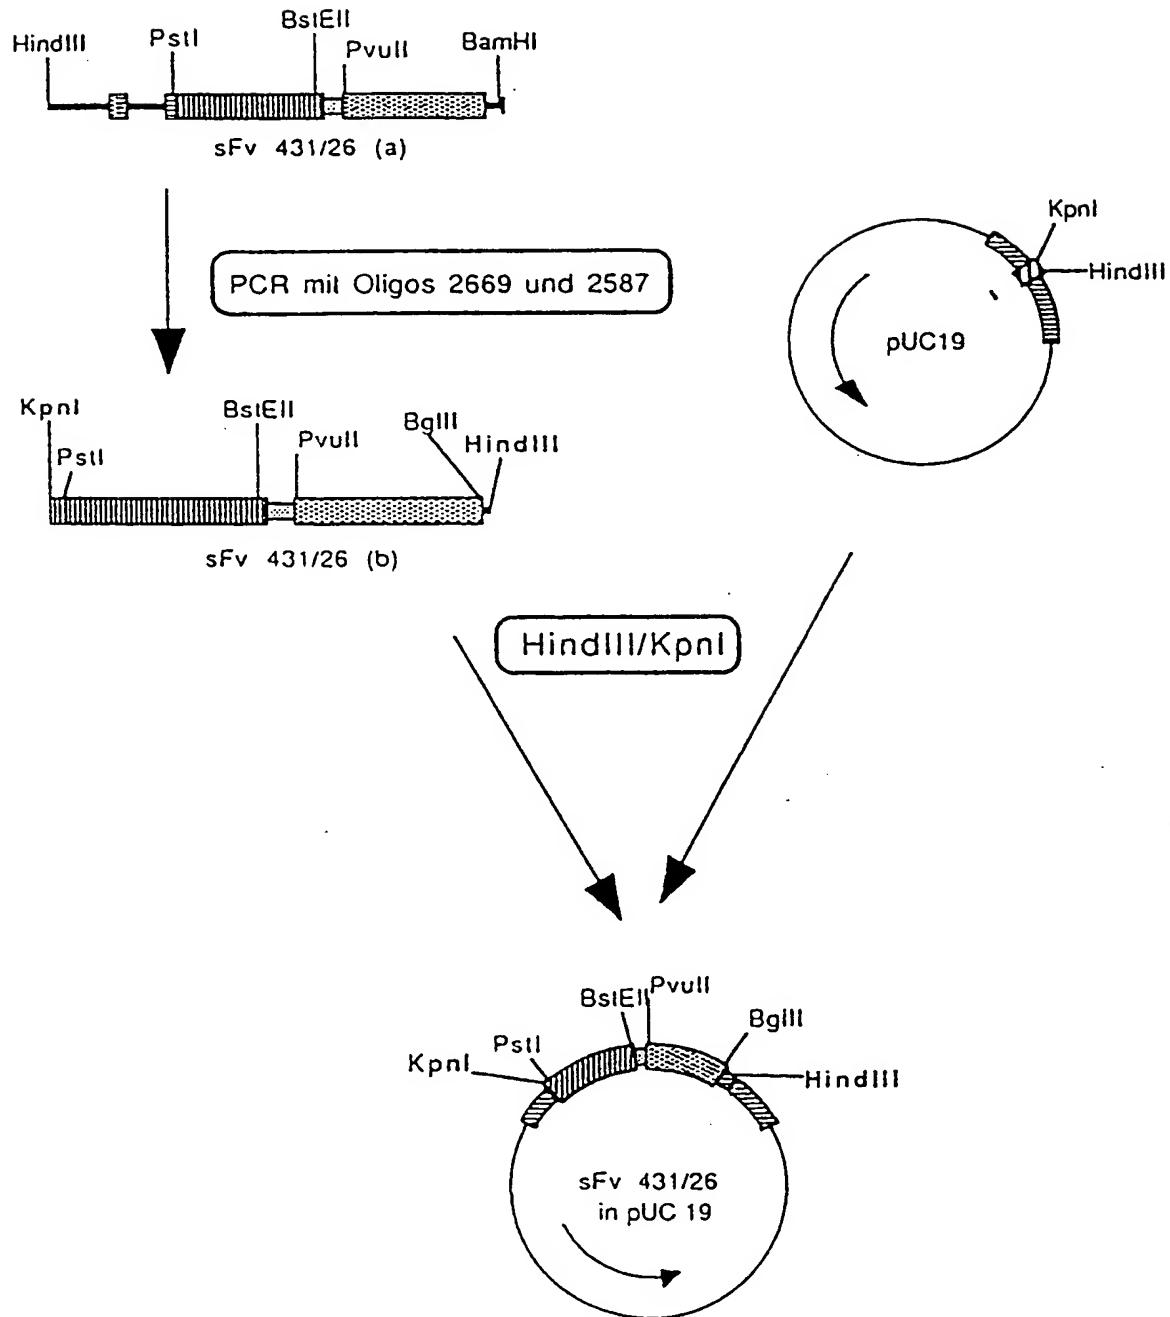 HindIII
PstI
BstEII
PvuII
BamHI
sFv 431/26 (a)
PCR mit Oligos 2669 und 2587
KpnI
HindIII
pUC19
KpnI
PstI
BstEII
PvuII
BglII
HindIII
sFv 431/26 (b)
HindIII/KpnI
KpnI
PstI
BstEII
PvuII
BglII
HindIII
sFv 431/26
in pUC 19